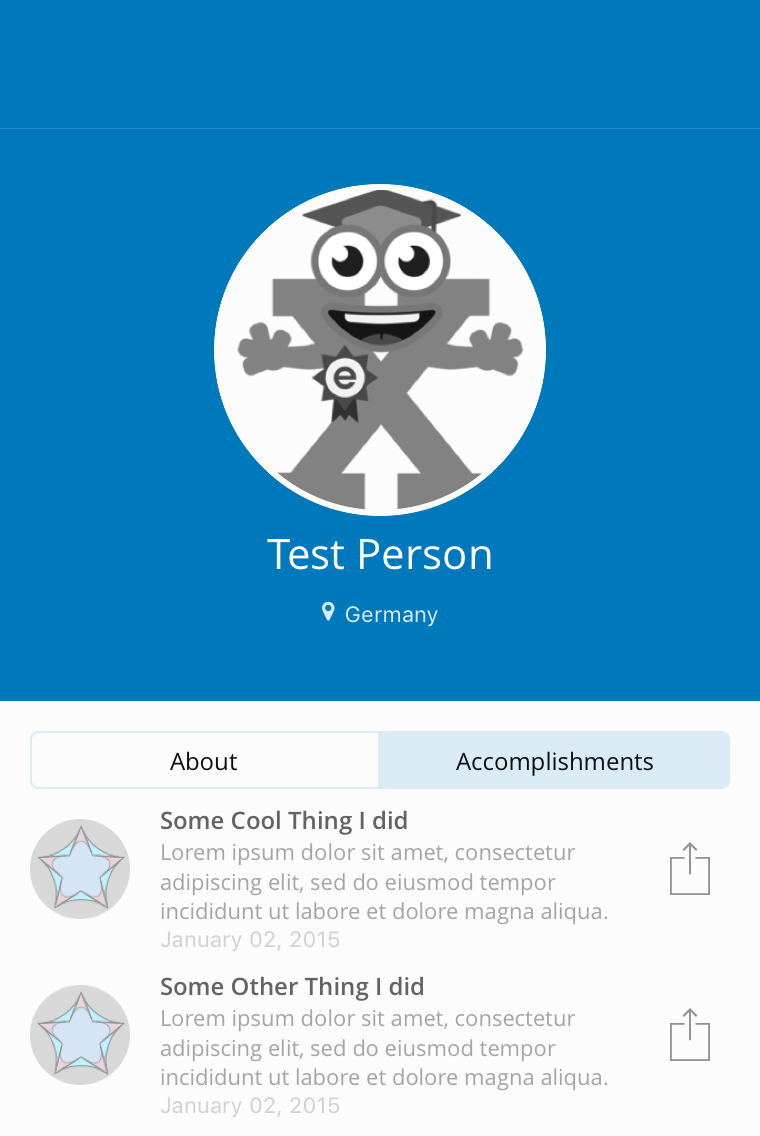 e
Test Person
Germany
About
Accomplishments
Some Cool Thing I did
Lorem ipsum dolor sit amet, consectetur
adipiscing elit, sed do eiusmod tempor
incididunt ut labore et dolore magna aliqua.
January 02, 2015
Some Other Thing I did
Lorem ipsum dolor sit amet, consectetur
adipiscing elit, sed do eiusmod tempor
incididunt ut labore et dolore magna aliqua.
January 02, 2015